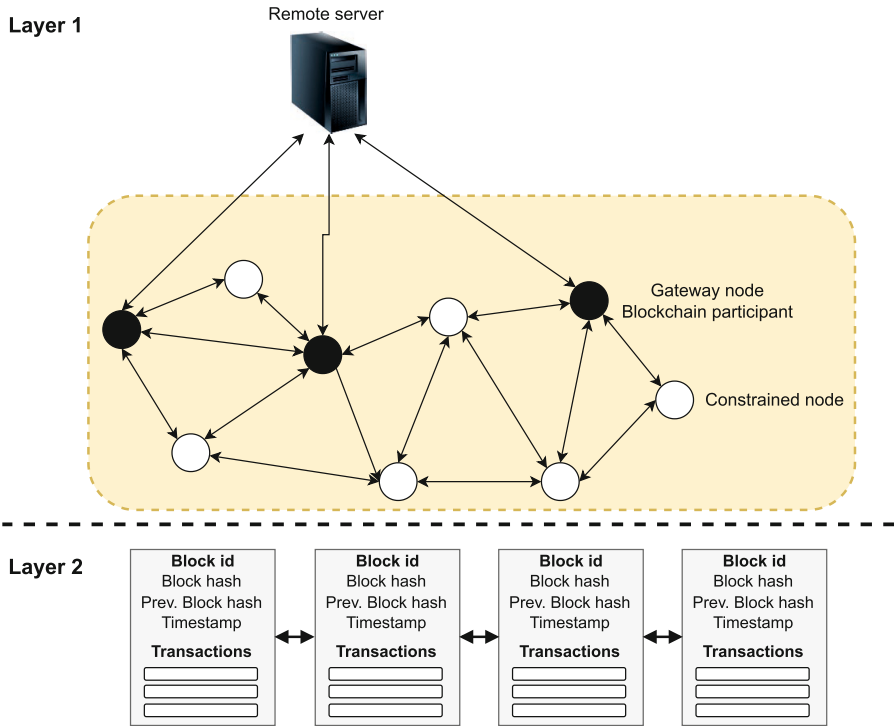 Remote server
Layer 1
Gateway node
Blockchain participant
Constrained node
Layer 2
Block id
Block hash
Prev. Block hash
Timestamp
Transactions
Block id
Block hash
Prev. Block hash
Timestamp
Transactions
Block id
Block hash
Prev. Block hash
Timestamp
Transactions
Block id
Block hash
Prev. Block hash
Timestamp
Transactions